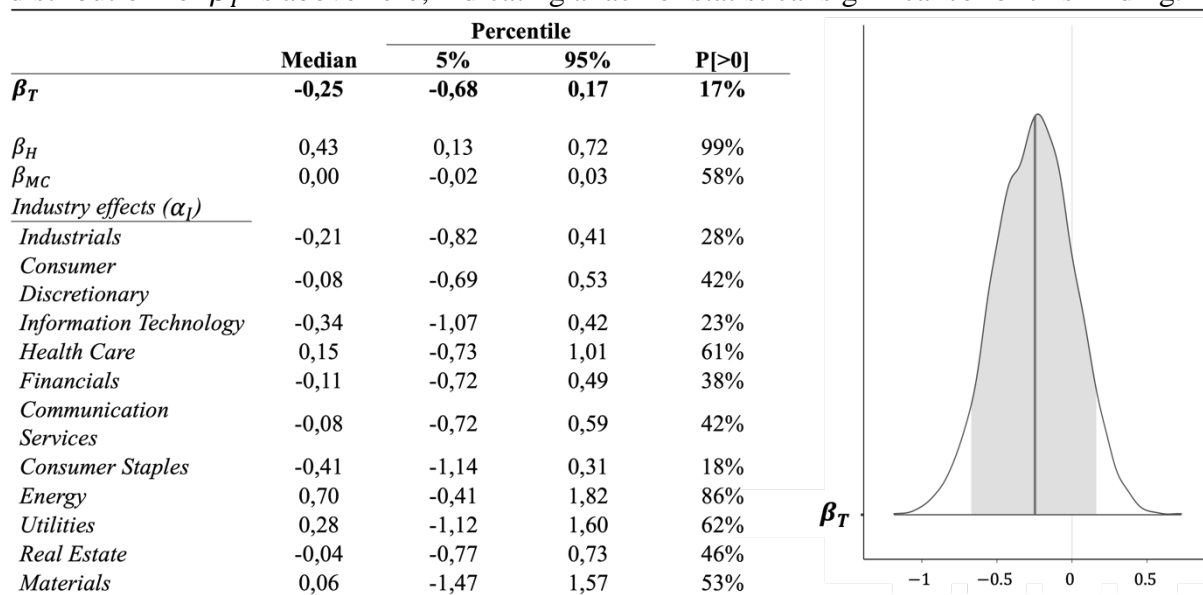 Percentile
Median 5% 95% P[>0]
β_T -0,25 -0,68 0,17 17%
β_H 0,43 0,13 0,72 99%
β_MC 0,00 -0,02 0,03 58%
Industry effects (α_I)
Industrials -0,21 -0,82 0,41 28%
Consumer
Discretionary -0,08 -0,69 0,53 42%
Information Technology -0,34 -1,07 0,42 23%
Health Care 0,15 -0,73 1,01 61%
Financials -0,11 -0,72 0,49 38%
Communication
Services -0,08 -0,72 0,59 42%
Consumer Staples -0,41 -1,14 0,31 18%
Energy 0,70 -0,41 1,82 86%
Utilities 0,28 -1,12 1,60 62%
Real Estate -0,04 -0,77 0,73 46%
Materials 0,06 -1,47 1,57 53%
β_T
−1 −0.5 0 0.5